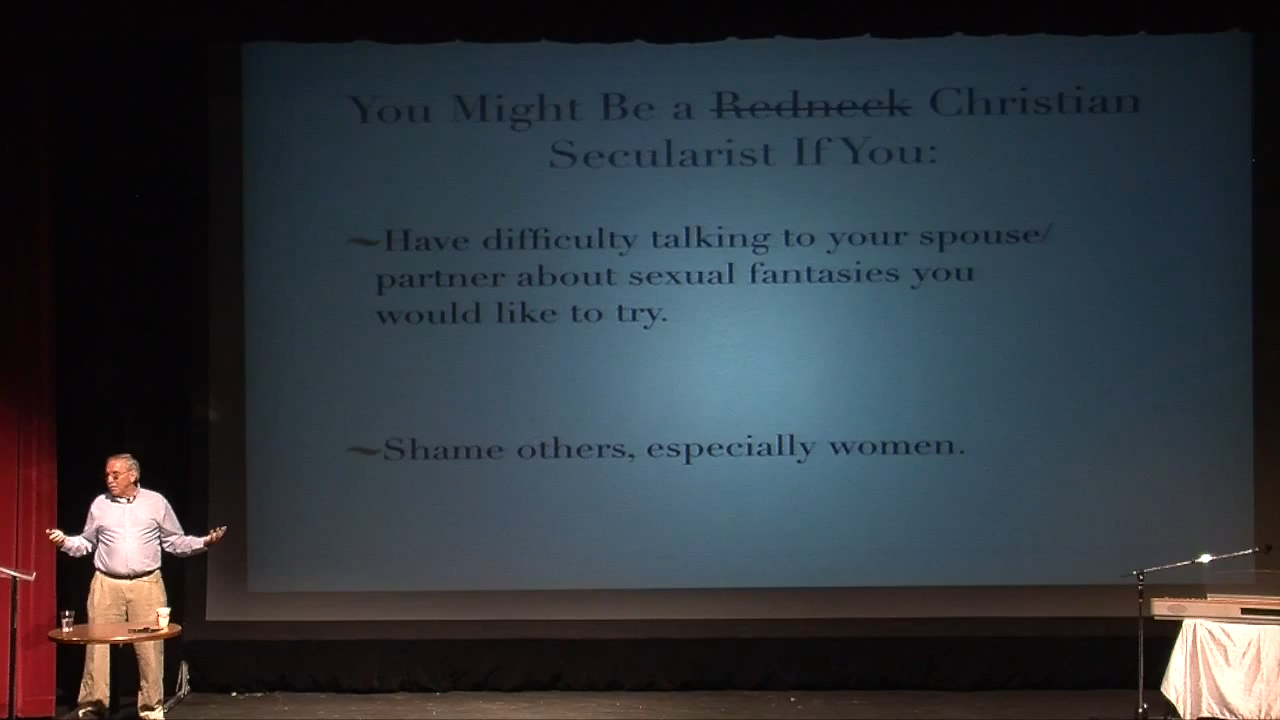 You Might Be a Redneck Christian
Secularist If You:
~Have difficulty talking to your spouse/
partner about sexual fantasies you
would like to try.
~Shame others, especially women.